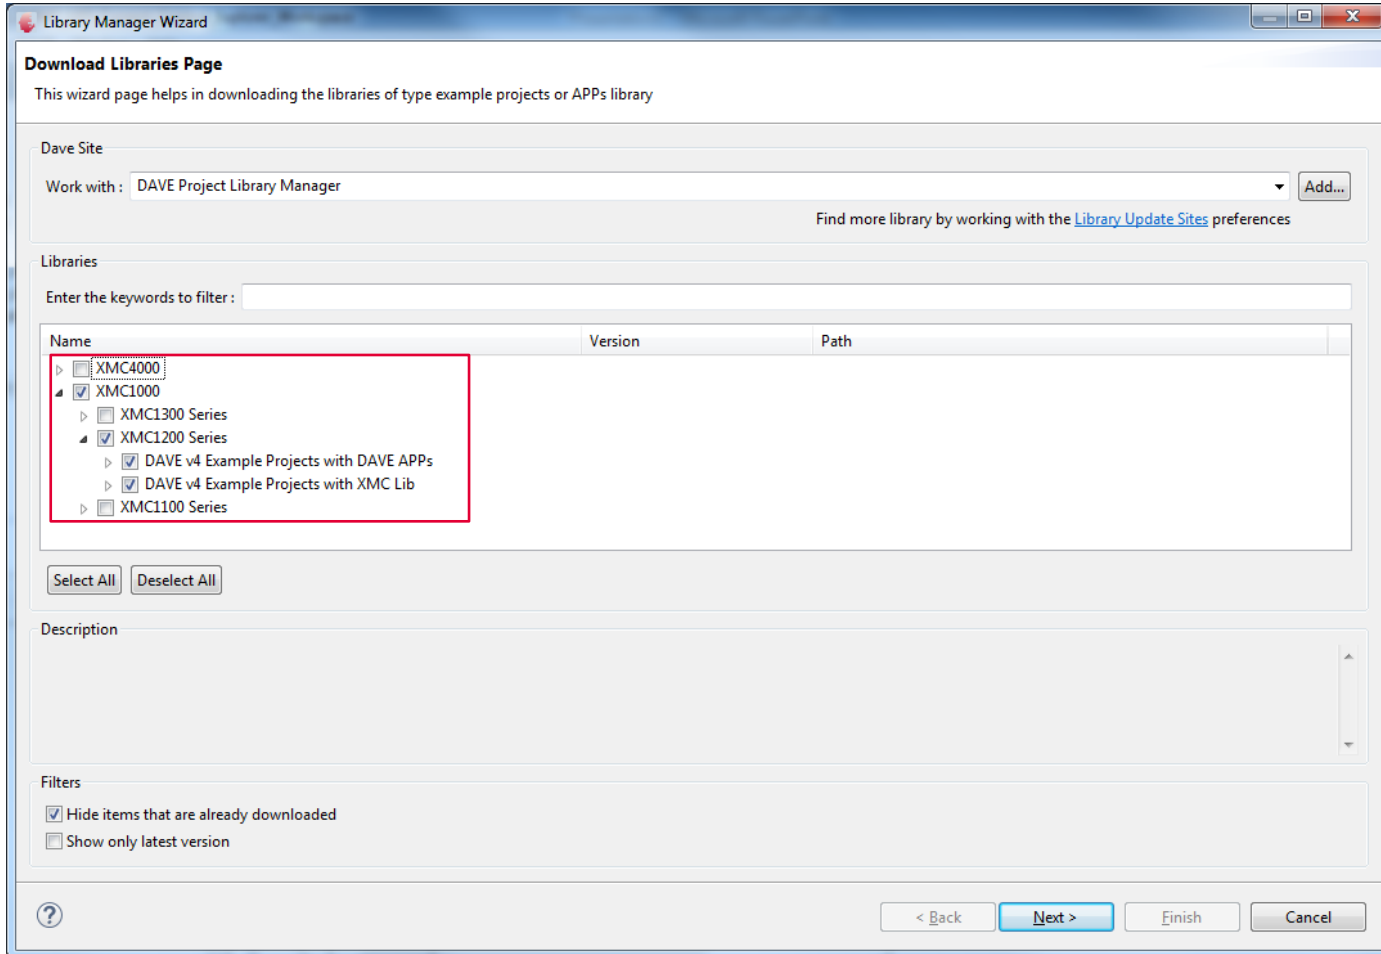 Library Manager Wizard
Download Libraries Page
This wizard page helps in downloading the libraries of type example projects or APPs library
Dave Site
Work with : DAVE Project Library Manager Add...
Find more library by working with the Library Update Sites preferences
Libraries
Enter the keywords to filter :
Name Version Path
XMC4000
XMC1000
XMC1300 Series
XMC1200 Series
DAVE v4 Example Projects with DAVE APPs
DAVE v4 Example Projects with XMC Lib
XMC1100 Series
Select All Deselect All
Description
Filters
Hide items that are already downloaded
Show only latest version
< Back Next > Finish Cancel